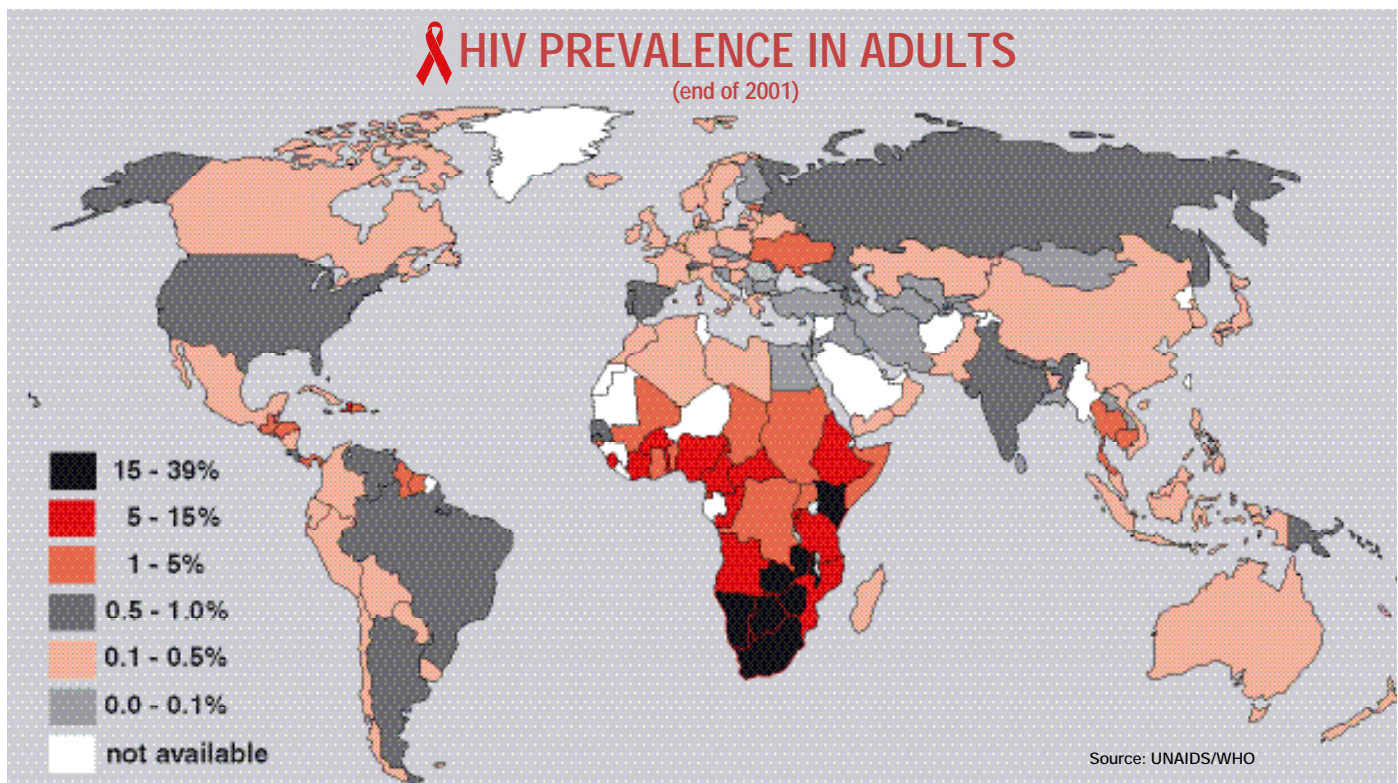 HIV PREVALENCE IN ADULTS
(end of 2001)
15 - 39%
5 - 15%
1 - 5%
0.5 - 1.0%
0.1 - 0.5%
0.0 - 0.1%
not available
Source: UNAIDS/WHO